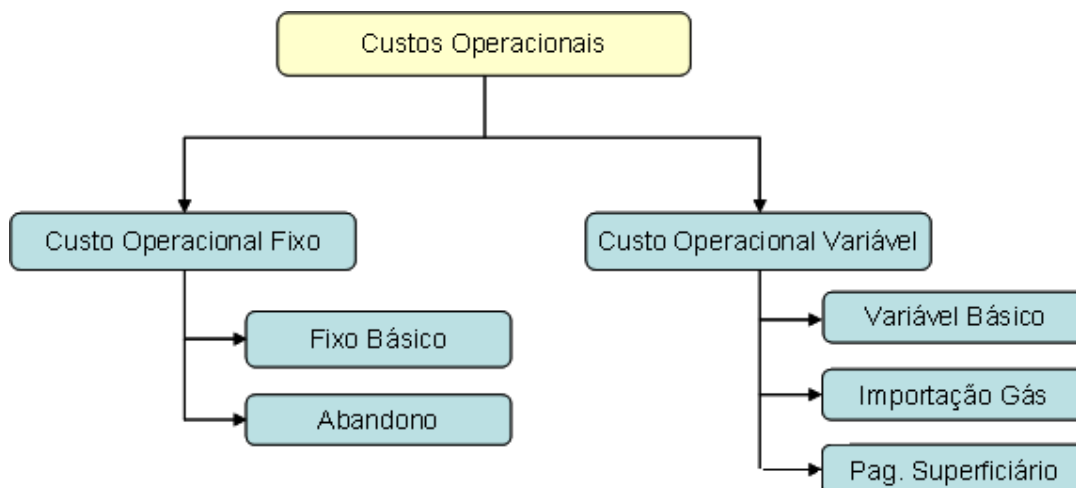 Custos Operacionais
Custo Operacional Fixo
Custo Operacional Variável
Fixo Básico
Variável Básico
Abandono
Importação Gás
Pag. Superficiário